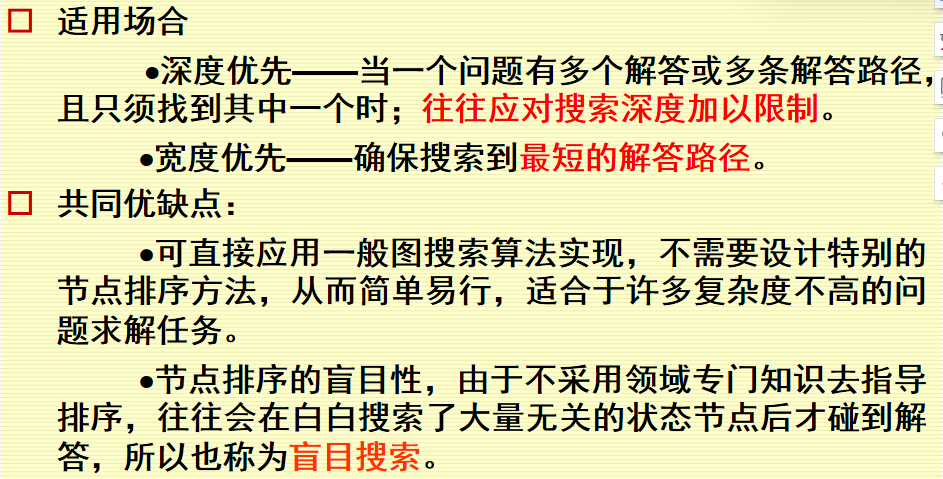 适用场合
●深度优先——当一个问题有多个解答或多条解答路径，
且只须找到其中一个时；往往应对搜索深度加以限制。
●宽度优先——确保搜索到最短的解答路径。
共同优缺点：
●可直接应用一般图搜索算法实现，不需要设计特别的
节点排序方法，从而简单易行，适合于许多复杂度不高的问
题求解任务。
●节点排序的盲目性，由于不采用领域专门知识去指导
排序，往往会在白白搜索了大量无关的状态节点后才碰到解
答，所以也称为盲目搜索。